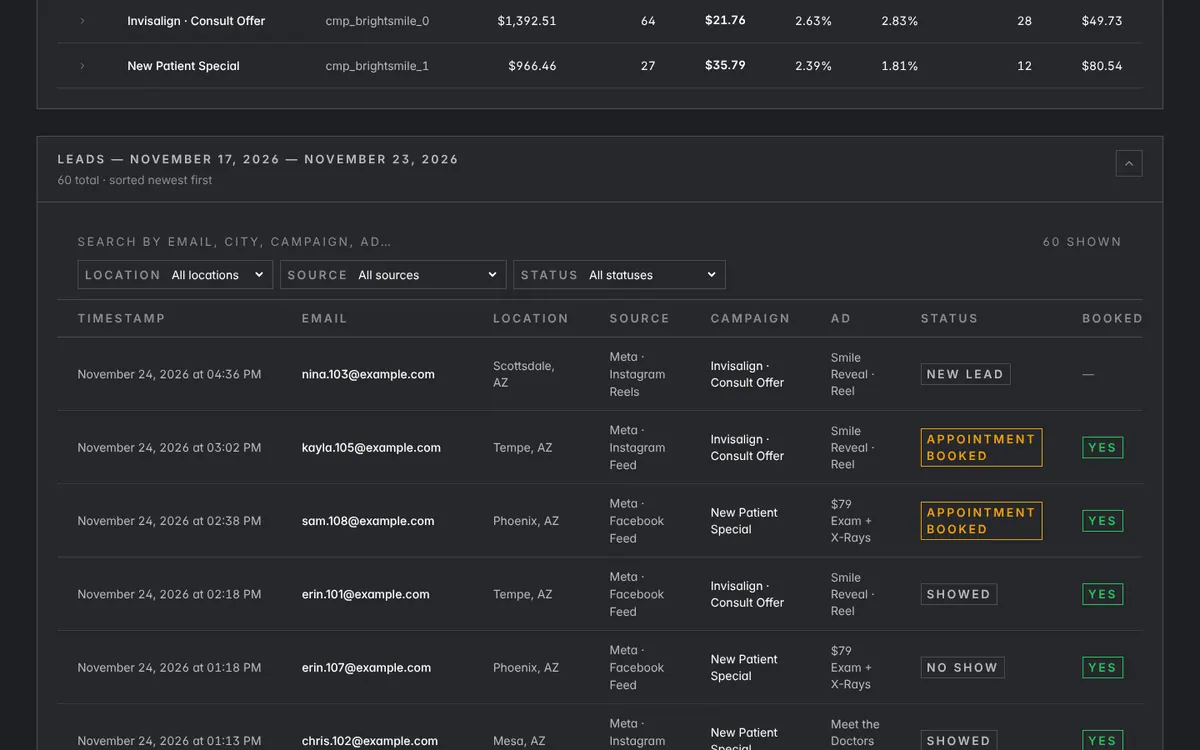 Invisalign · Consult Offer cmp_brightsmile_0 $1,392.51 64 $21.76 2.63% 2.83% 28 $49.73
New Patient Special cmp_brightsmile_1 $966.46 27 $35.79 2.39% 1.81% 12 $80.54
LEADS — NOVEMBER 17, 2026 — NOVEMBER 23, 2026
60 total · sorted newest first
SEARCH BY EMAIL, CITY, CAMPAIGN, AD… 60 SHOWN
LOCATION All locations SOURCE All sources STATUS All statuses
TIMESTAMP EMAIL LOCATION SOURCE CAMPAIGN AD STATUS BOOKED
November 24, 2026 at 04:36 PM nina.103@example.com
Scottsdale,
AZ
Meta ·
Instagram
Reels
Invisalign ·
Consult Offer
Smile
Reveal ·
Reel
NEW LEAD —
November 24, 2026 at 03:02 PM kayla.105@example.com Tempe, AZ
Meta ·
Instagram
Feed
Invisalign ·
Consult Offer
Smile
Reveal ·
Reel
APPOINTMENT
BOOKED
YES
November 24, 2026 at 02:38 PM sam.108@example.com Phoenix, AZ
Meta ·
Facebook
Feed
New Patient
Special
$79
Exam +
X-Rays
APPOINTMENT
BOOKED
YES
November 24, 2026 at 02:18 PM erin.101@example.com Tempe, AZ
Meta ·
Facebook
Feed
Invisalign ·
Consult Offer
Smile
Reveal ·
Reel
SHOWED YES
November 24, 2026 at 01:18 PM erin.107@example.com Phoenix, AZ
Meta ·
Facebook
Feed
New Patient
Special
$79
Exam +
X-Rays
NO SHOW YES
November 24, 2026 at 01:13 PM chris.102@example.com Mesa, AZ
Meta ·
Instagram
New Patient
Special
Meet the
Doctors
SHOWED YES